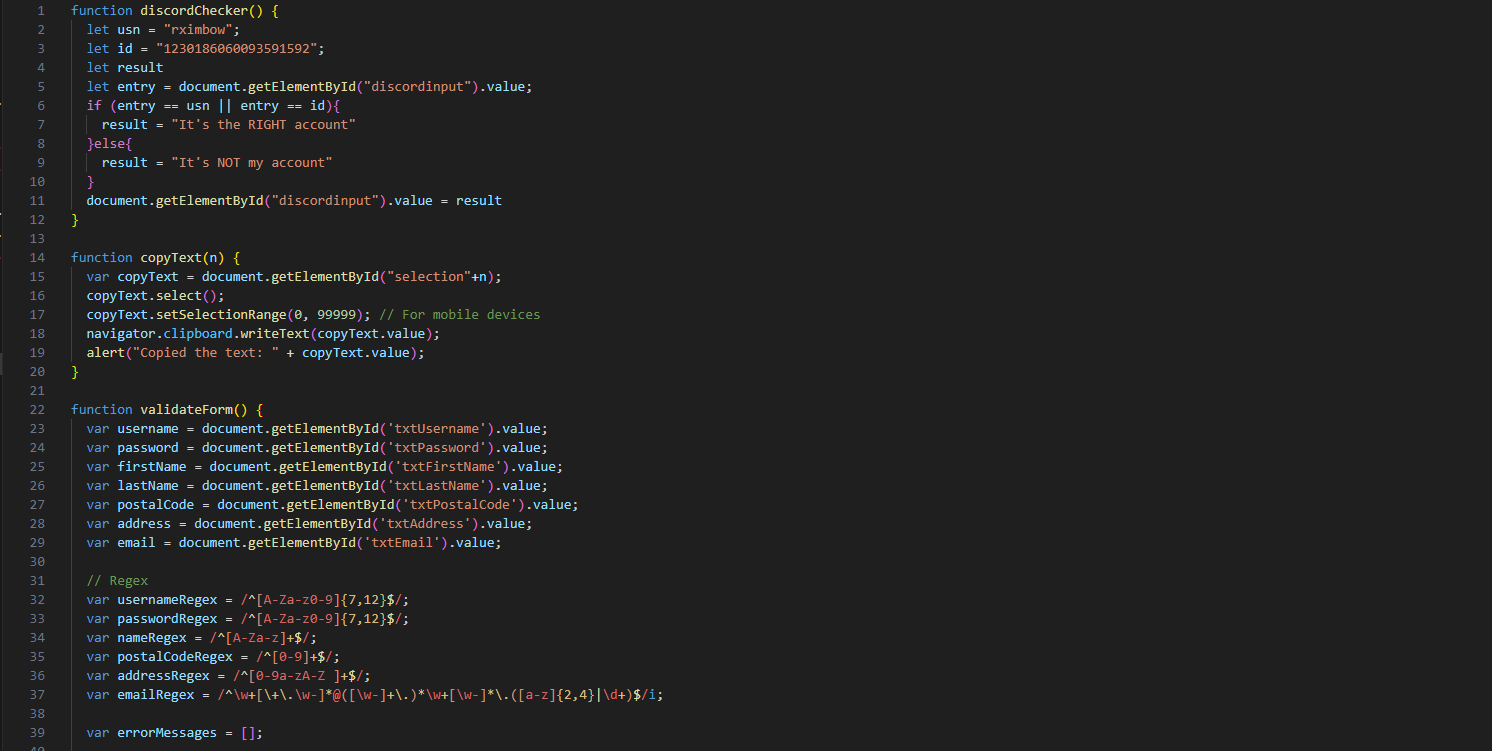 1 function discordChecker() {
2 let usn = "rximbow";
3 let id = "1230186060093591592";
4 let result
5 let entry = document.getElementById("discordinput").value;
6 if (entry == usn || entry == id){
7 result = "It's the RIGHT account"
8 }else{
9 result = "It's NOT my account"
10 }
11 document.getElementById("discordinput").value = result
12 }
13
14 function copyText(n) {
15 var copyText = document.getElementById("selection"+n);
16 copyText.select();
17 copyText.setSelectionRange(0, 99999); // For mobile devices
18 navigator.clipboard.writeText(copyText.value);
19 alert("Copied the text: " + copyText.value);
20 }
21
22 function validateForm() {
23 var username = document.getElementById('txtUsername').value;
24 var password = document.getElementById('txtPassword').value;
25 var firstName = document.getElementById('txtFirstName').value;
26 var lastName = document.getElementById('txtLastName').value;
27 var postalCode = document.getElementById('txtPostalCode').value;
28 var address = document.getElementById('txtAddress').value;
29 var email = document.getElementById('txtEmail').value;
30
31 // Regex
32 var usernameRegex = /^[A-Za-z0-9]{7,12}$/;
33 var passwordRegex = /^[A-Za-z0-9]{7,12}$/;
34 var nameRegex = /^[A-Za-z]+$/;
35 var postalCodeRegex = /^[0-9]+$/;
36 var addressRegex = /^[0-9a-zA-Z ]+$/;
37 var emailRegex = /^\w+[\+\.\w-]*@([\w-]+\.)*\w+[\w-]*\.([a-z]{2,4}|\d+)$/i;
38
39 var errorMessages = [];
40